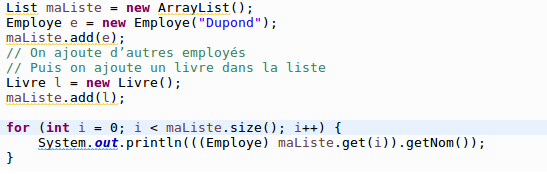 List maListe = new ArrayList();
Employe e = new Employe("Dupond");
maListe.add(e);
// On ajoute d’autres employés
// Puis on ajoute un livre dans la liste
Livre l = new Livre();
maListe.add(l);
for (int i = 0; i < maListe.size(); i++) {
System.out.println(((Employe) maListe.get(i)).getNom());
}